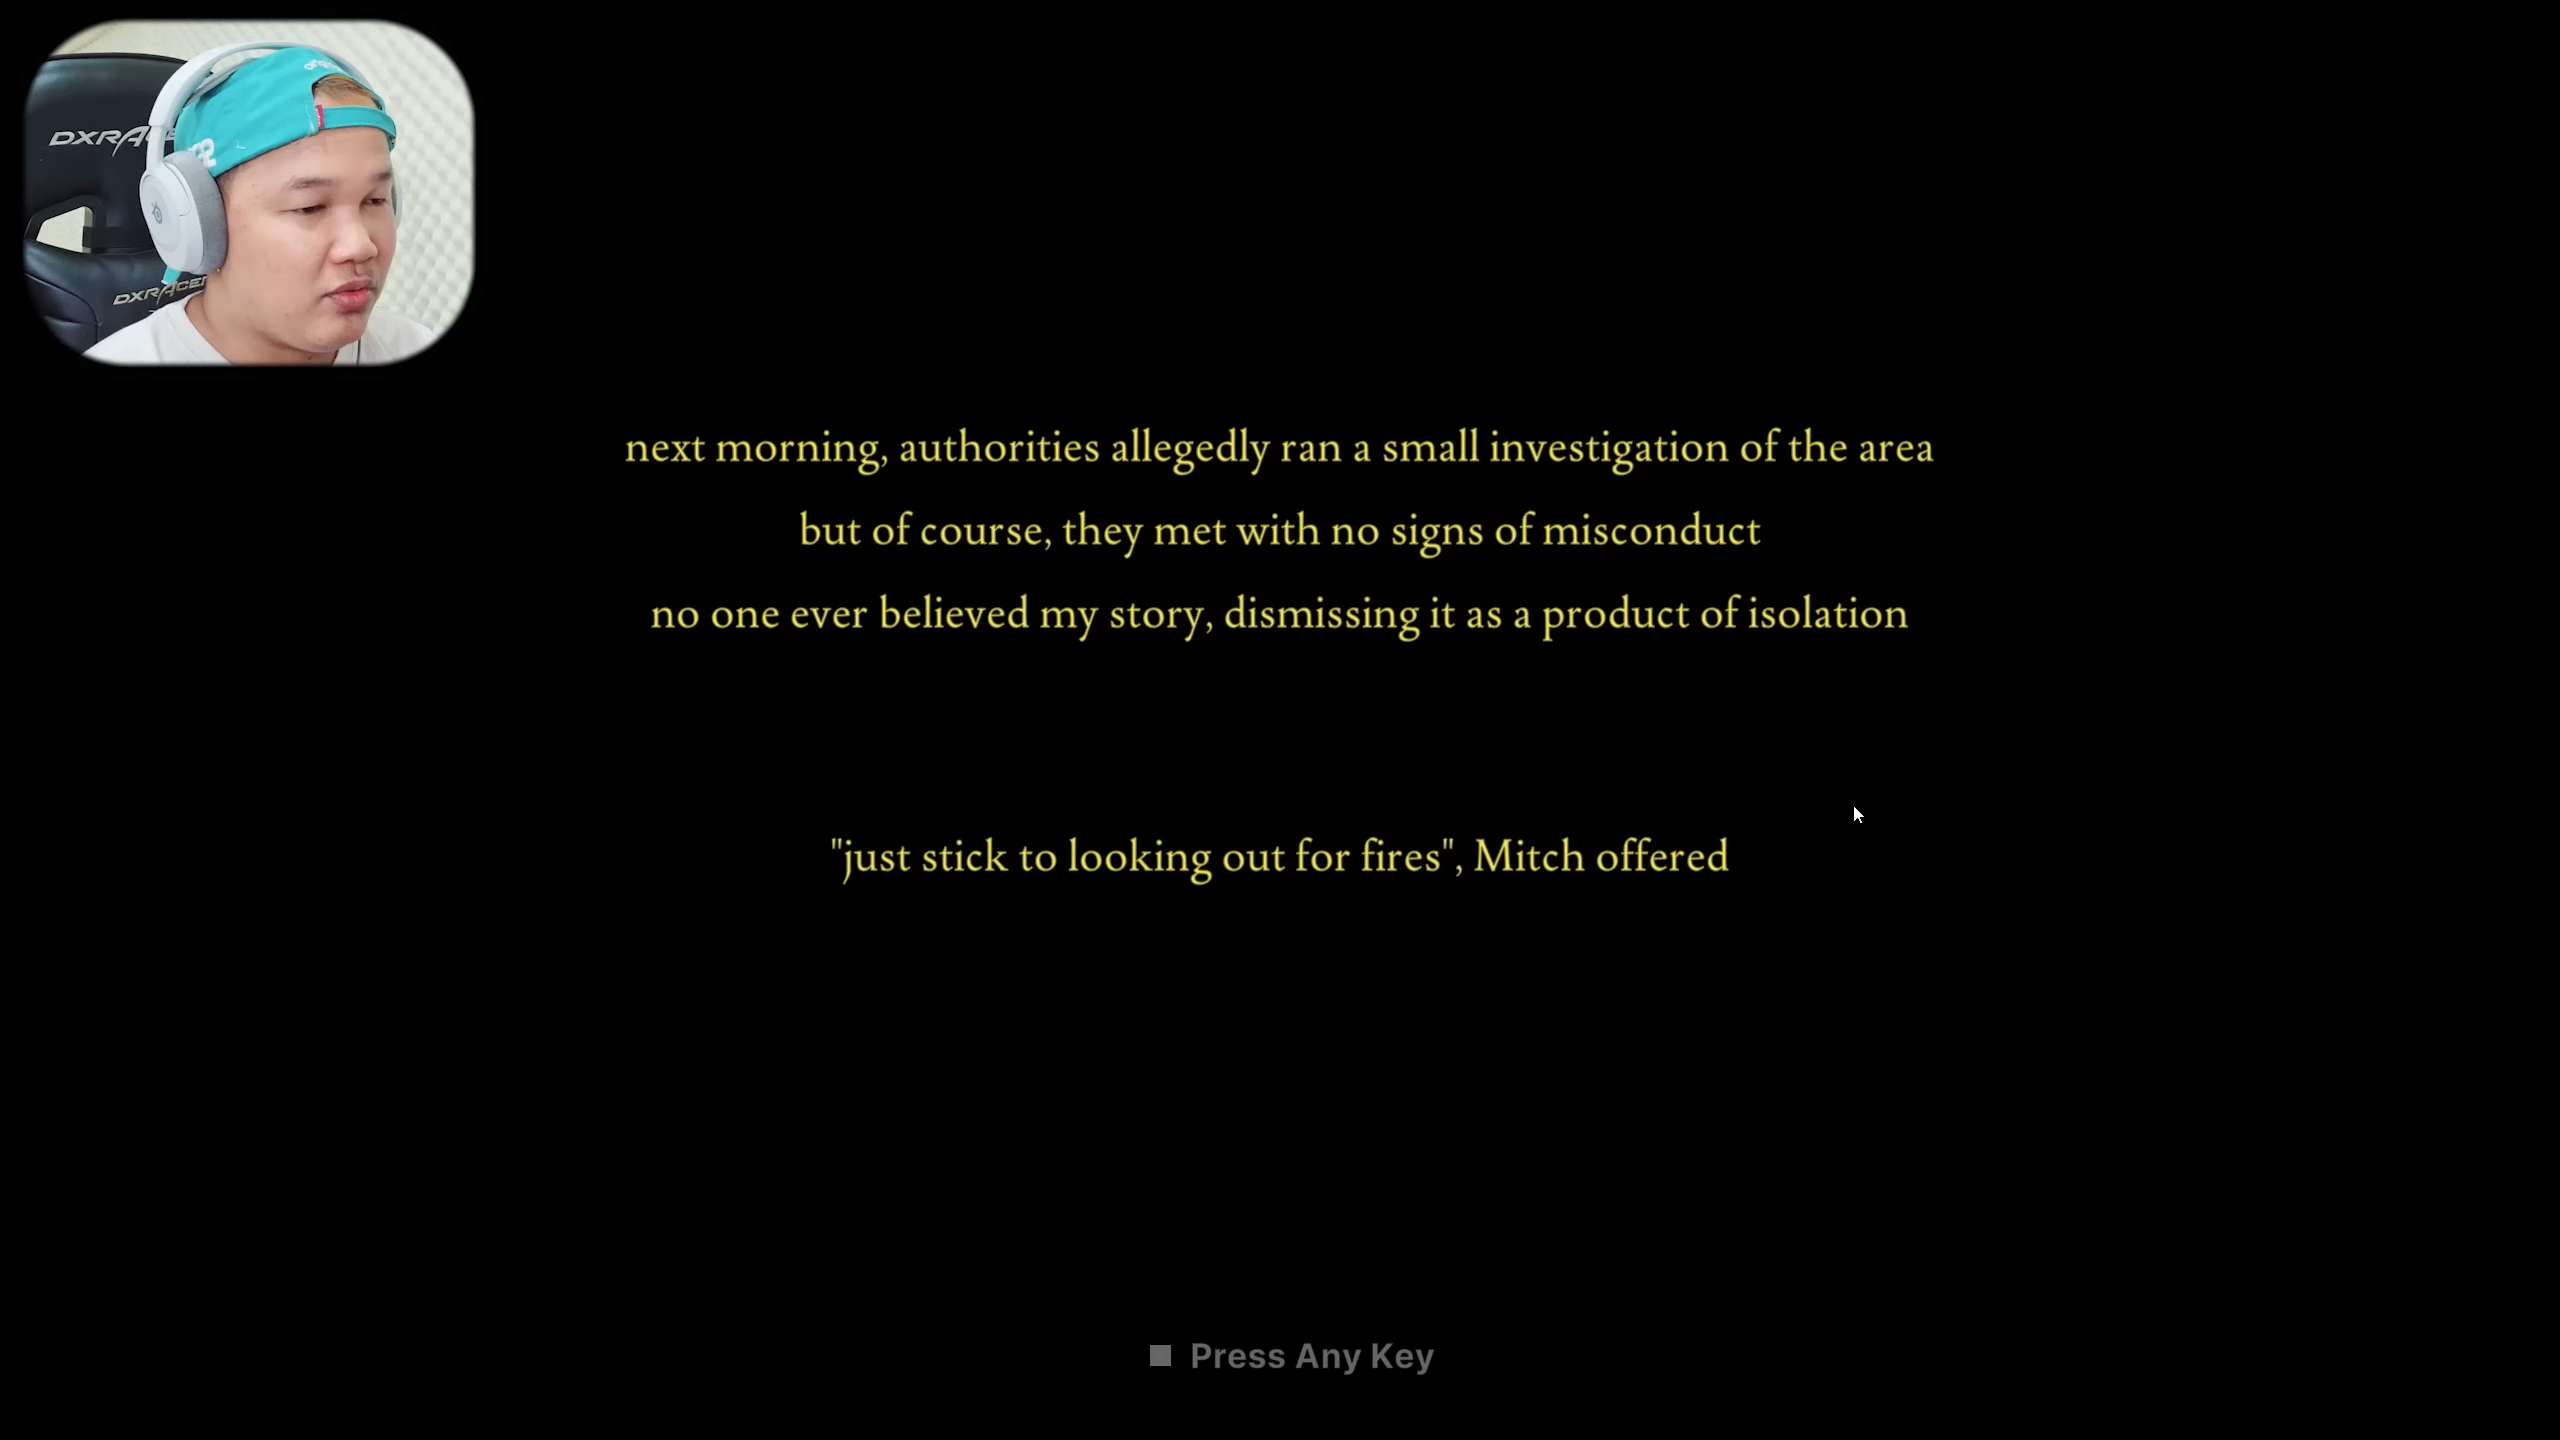 DXRACE
DXRACER
next morning, authorities allegedly ran a small investigation of the area
but of course, they met with no signs of misconduct
no one ever believed my story, dismissing it as a product of isolation
"just stick to looking out for fires", Mitch offered
Press Any Key